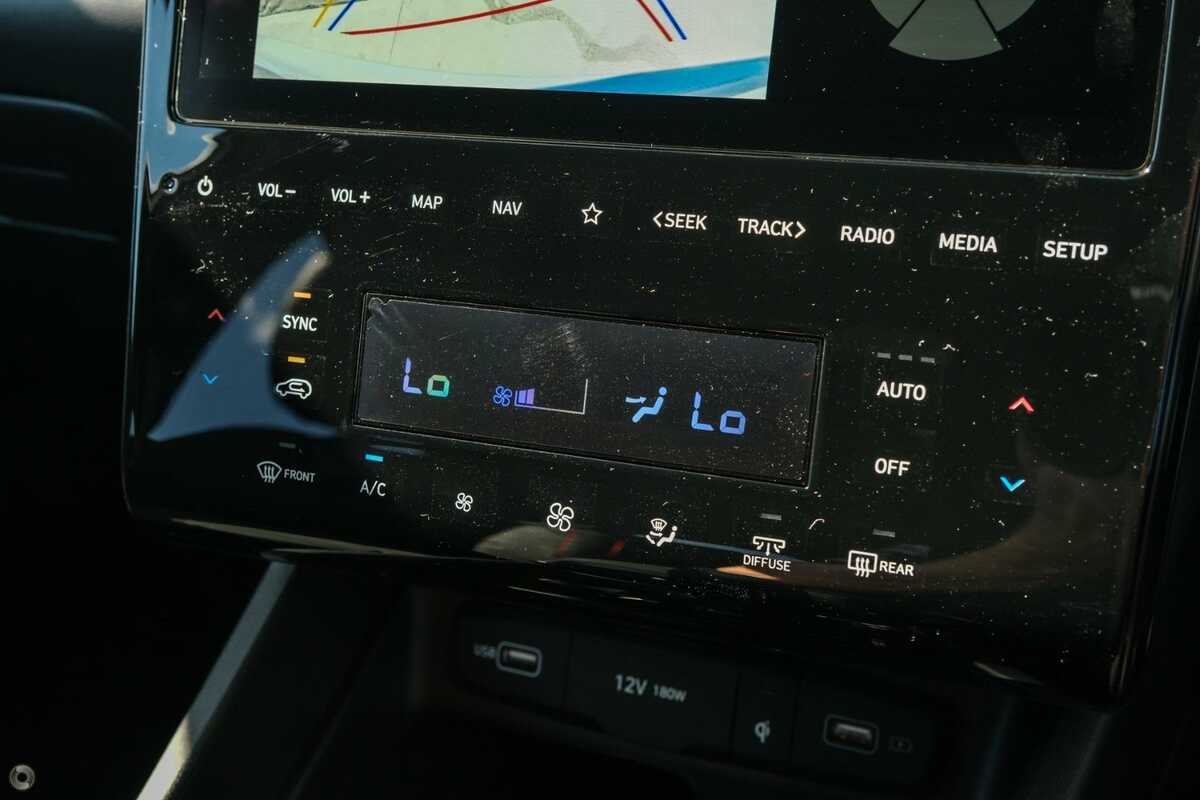 VOL− VOL+ MAP NAV <SEEK TRACK> RADIO MEDIA SETUP
SYNC
Lo Lo
AUTO
OFF
FRONT A/C
DIFFUSE
REAR
USB
12V 180W